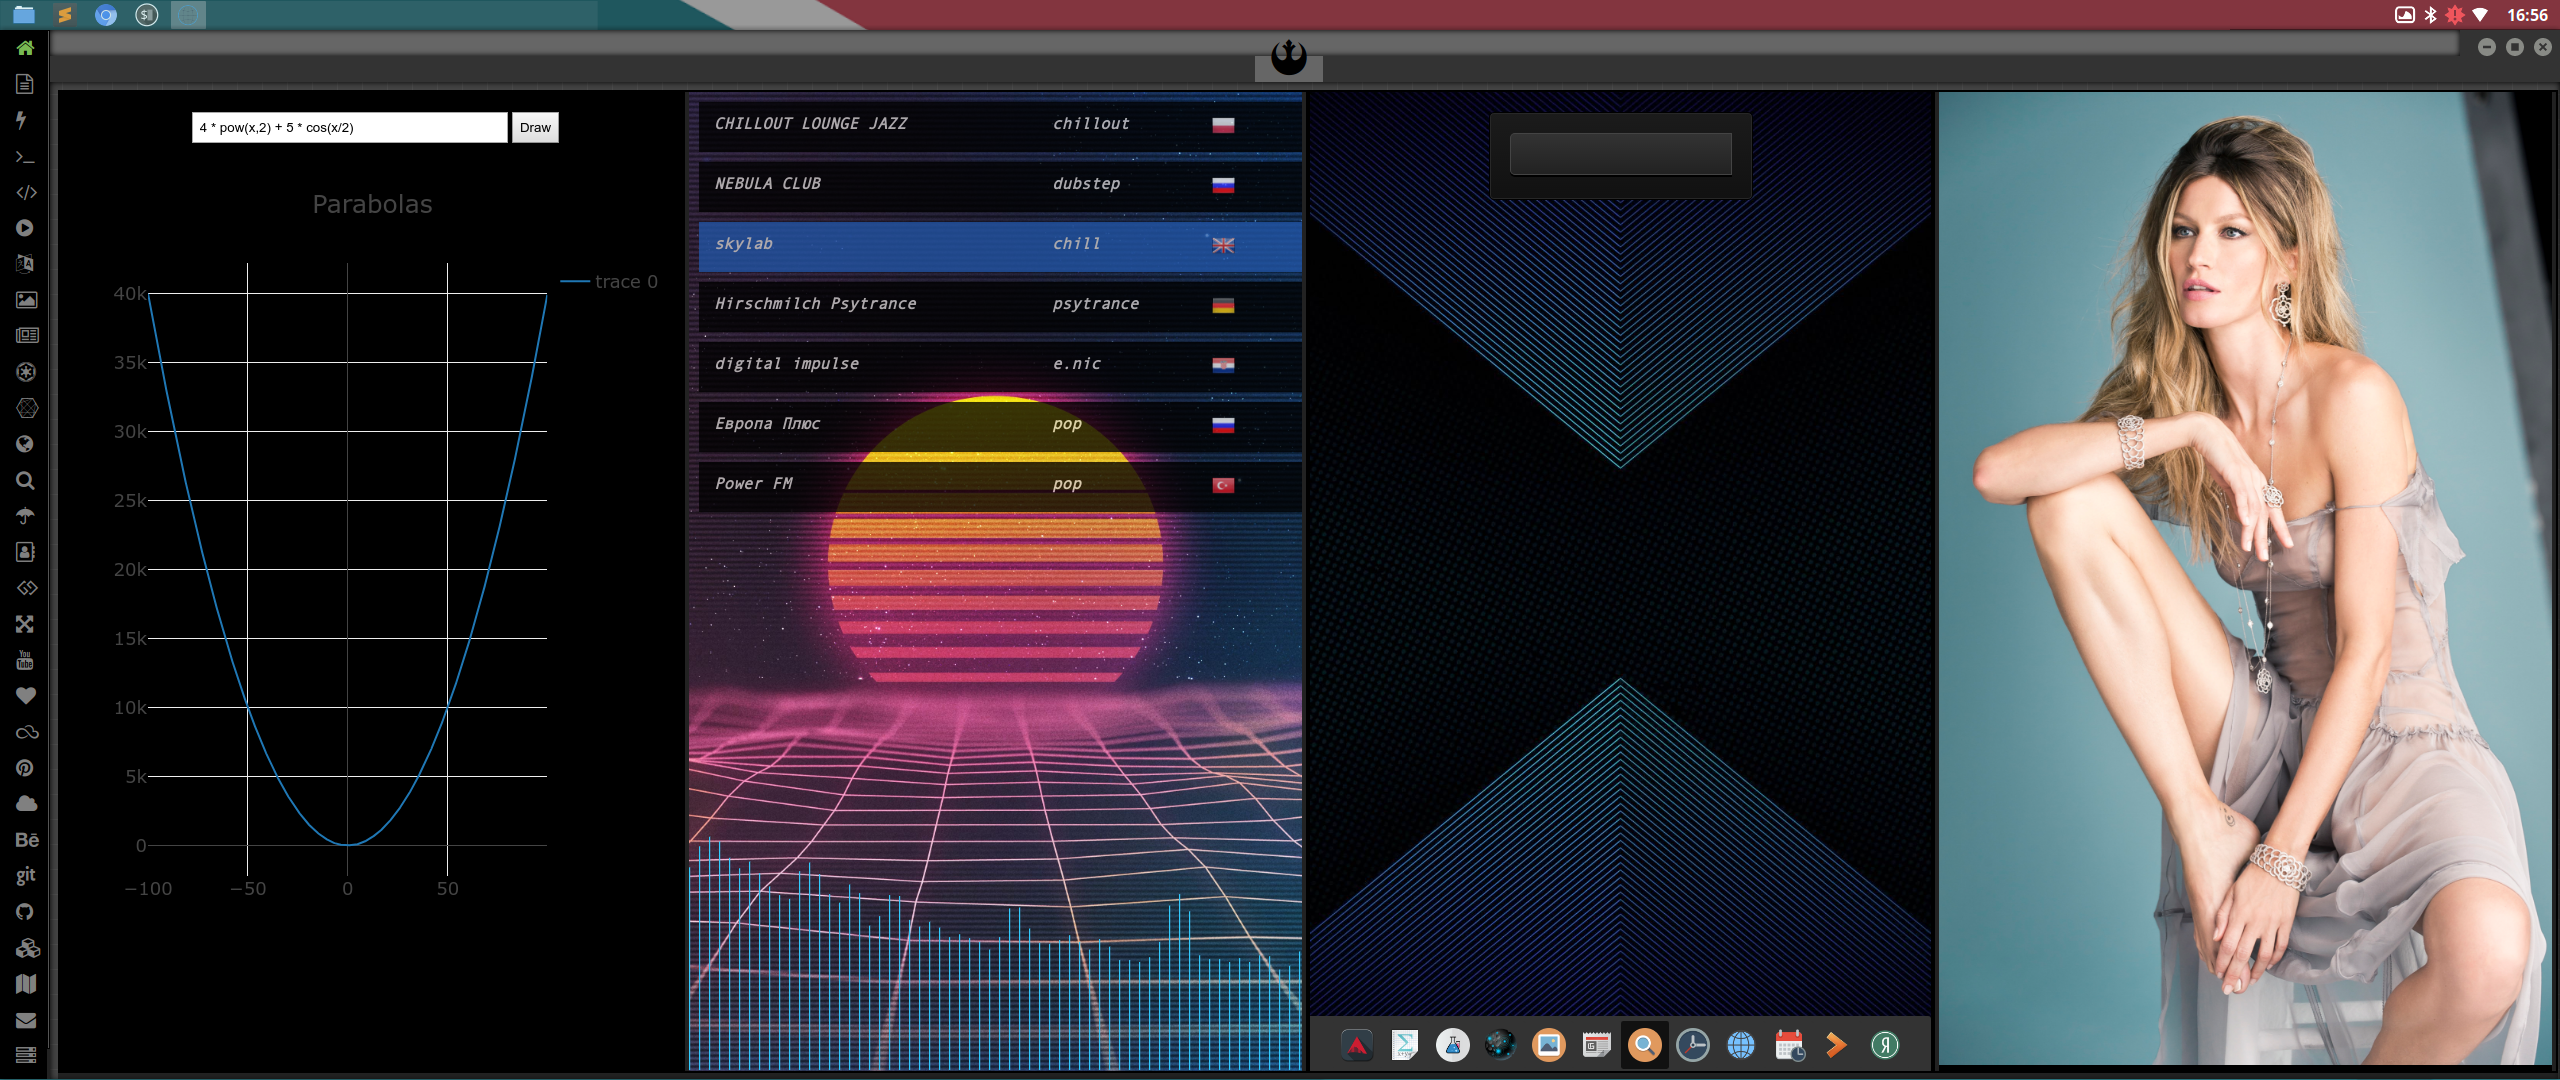 16:56
4 * pow(x,2) + 5 * cos(x/2)
Draw
Parabolas
trace 0
40k
35k
30k
25k
20k
15k
10k
5k
0
−100 −50 0 50
CHILLOUT LOUNGE JAZZ chillout
NEBULA CLUB dubstep
skylab chill
Hirschmilch Psytrance psytrance
digital impulse e.nic
Европа Плюс pop
Power FM pop
You
Tube
Bē
git
Я